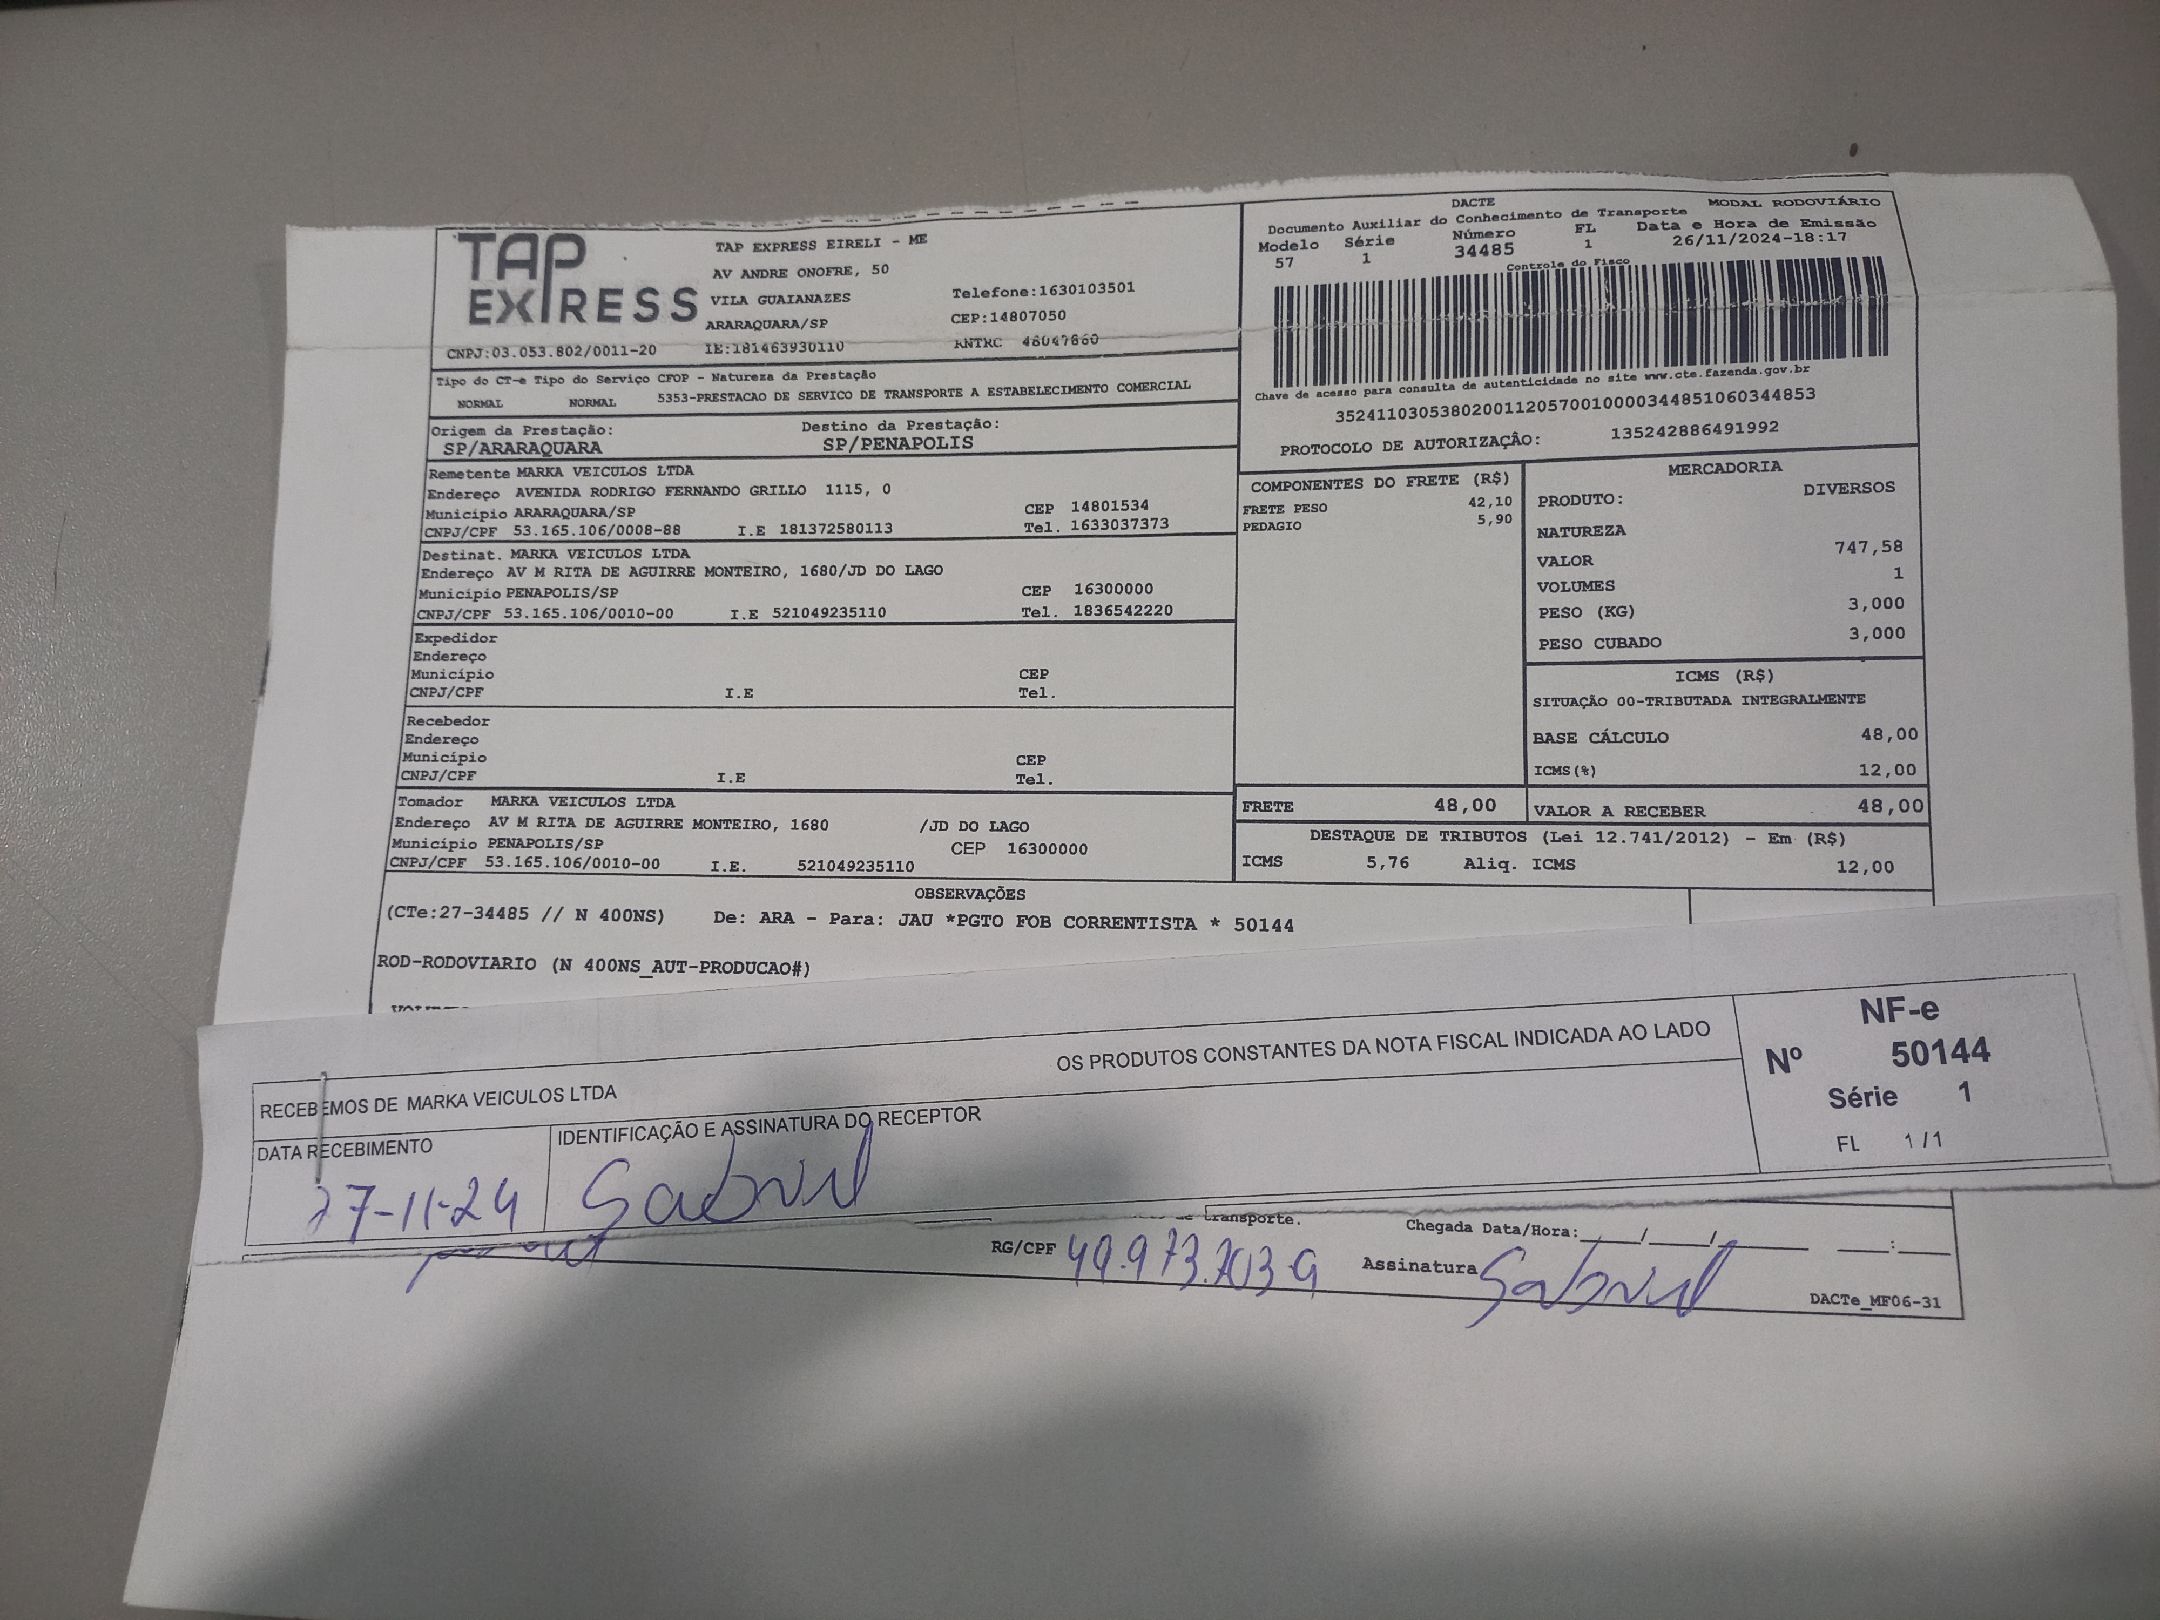 TAP
EXPRESS
TAP EXPRESS EIRELI - ME
AV ANDRE ONOFRE, 50
VILA GUAIANAZES
Telefone:1630103501
ARARAQUARA/SP
CEP:14807050
CNPJ:03.053.802/0011-20 IE:181463930110 ANTRC 46047860
DACTE MODAL RODOVIÁRIO
Documento Auxiliar do Conhecimento de Transporte
Modelo Série Número FL Data e Hora de Emissão
57 1 34485 1 26/11/2024-18:17
Controle do Fisco
Chave de acesso para consulta de autenticidade no site www.cte.fazenda.gov.br
35241103053802001120570010000344851060344853
PROTOCOLO DE AUTORIZAÇÃO: 135242886491992
Tipo do CT-e Tipo do Serviço CFOP - Natureza da Prestação
NORMAL NORMAL 5353-PRESTACAO DE SERVICO DE TRANSPORTE A ESTABELECIMENTO COMERCIAL
Origem da Prestação: Destino da Prestação:
SP/ARARAQUARA SP/PENAPOLIS
Remetente MARKA VEICULOS LTDA
Endereço AVENIDA RODRIGO FERNANDO GRILLO 1115, 0
Município ARARAQUARA/SP CEP 14801534
CNPJ/CPF 53.165.106/0008-88 I.E 181372580113 Tel. 1633037373
Destinat. MARKA VEICULOS LTDA
Endereço AV M RITA DE AGUIRRE MONTEIRO, 1680/JD DO LAGO
Município PENAPOLIS/SP CEP 16300000
CNPJ/CPF 53.165.106/0010-00 I.E 521049235110 Tel. 1836542220
Expedidor
Endereço
Município CEP
CNPJ/CPF I.E Tel.
Recebedor
Endereço
Município CEP
CNPJ/CPF I.E Tel.
Tomador MARKA VEICULOS LTDA
Endereço AV M RITA DE AGUIRRE MONTEIRO, 1680 /JD DO LAGO
Município PENAPOLIS/SP CEP 16300000
CNPJ/CPF 53.165.106/0010-00 I.E. 521049235110
COMPONENTES DO FRETE (R$)
FRETE PESO 42,10
PEDAGIO 5,90
MERCADORIA
PRODUTO: DIVERSOS
NATUREZA
VALOR 747,58
VOLUMES 1
PESO (KG) 3,000
PESO CUBADO 3,000
ICMS (R$)
SITUAÇÃO 00-TRIBUTADA INTEGRALMENTE
BASE CÁLCULO 48,00
ICMS(%) 12,00
FRETE 48,00 VALOR A RECEBER 48,00
DESTAQUE DE TRIBUTOS (Lei 12.741/2012) - Em (R$)
ICMS 5,76 Aliq. ICMS 12,00
OBSERVAÇÕES
(CTe:27-34485 // N 400NS) De: ARA - Para: JAU *PGTO FOB CORRENTISTA * 50144
ROD-RODOVIARIO (N 400NS_AUT-PRODUCAO#)
RECEBEMOS DE MARKA VEICULOS LTDA OS PRODUTOS CONSTANTES DA NOTA FISCAL INDICADA AO LADO
NF-e
Nº 50144
Série 1
FL 1/1
DATA RECEBIMENTO IDENTIFICAÇÃO E ASSINATURA DO RECEPTOR
27-11-24 Gabriel
transporte. Chegada Data/Hora:____/____/______ ___:___
RG/CPF 49.973.703-9 Assinatura Gabriel
DACTe_MF06-31